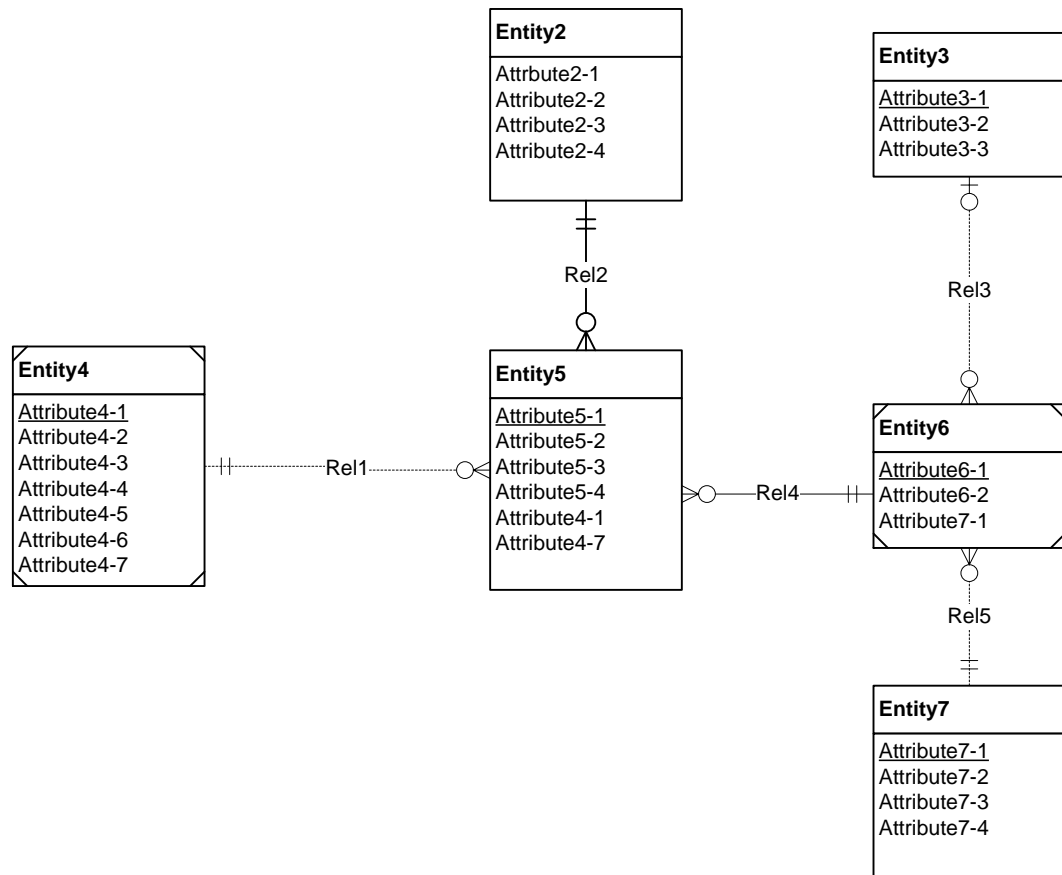 Entity2
Attrbute2-1
Attribute2-2
Attribute2-3
Attribute2-4
Entity3
Attribute3-1
Attribute3-2
Attribute3-3
Rel2
Rel3
Entity4
Attribute4-1
Attribute4-2
Attribute4-3
Attribute4-4
Attribute4-5
Attribute4-6
Attribute4-7
Rel1
Entity5
Attribute5-1
Attribute5-2
Attribute5-3
Attribute5-4
Attribute4-1
Attribute4-7
Rel4
Entity6
Attribute6-1
Attribute6-2
Attribute7-1
Rel5
Entity7
Attribute7-1
Attribute7-2
Attribute7-3
Attribute7-4